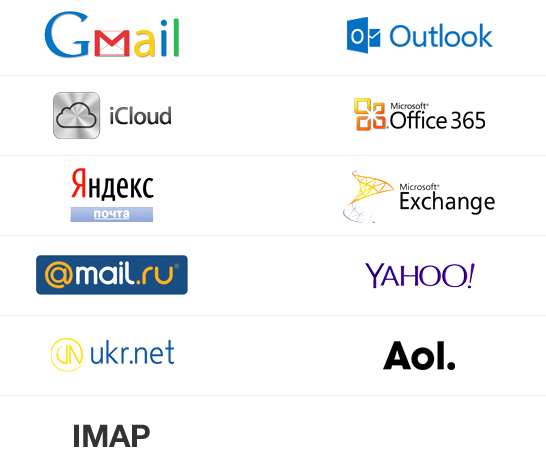 Gmail
Outlook
iCloud
Microsoft®
Office 365
Яндекс
почта
Microsoft®
Exchange
@mail.ru®
YAHOO!
ukr.net
Aol.
IMAP